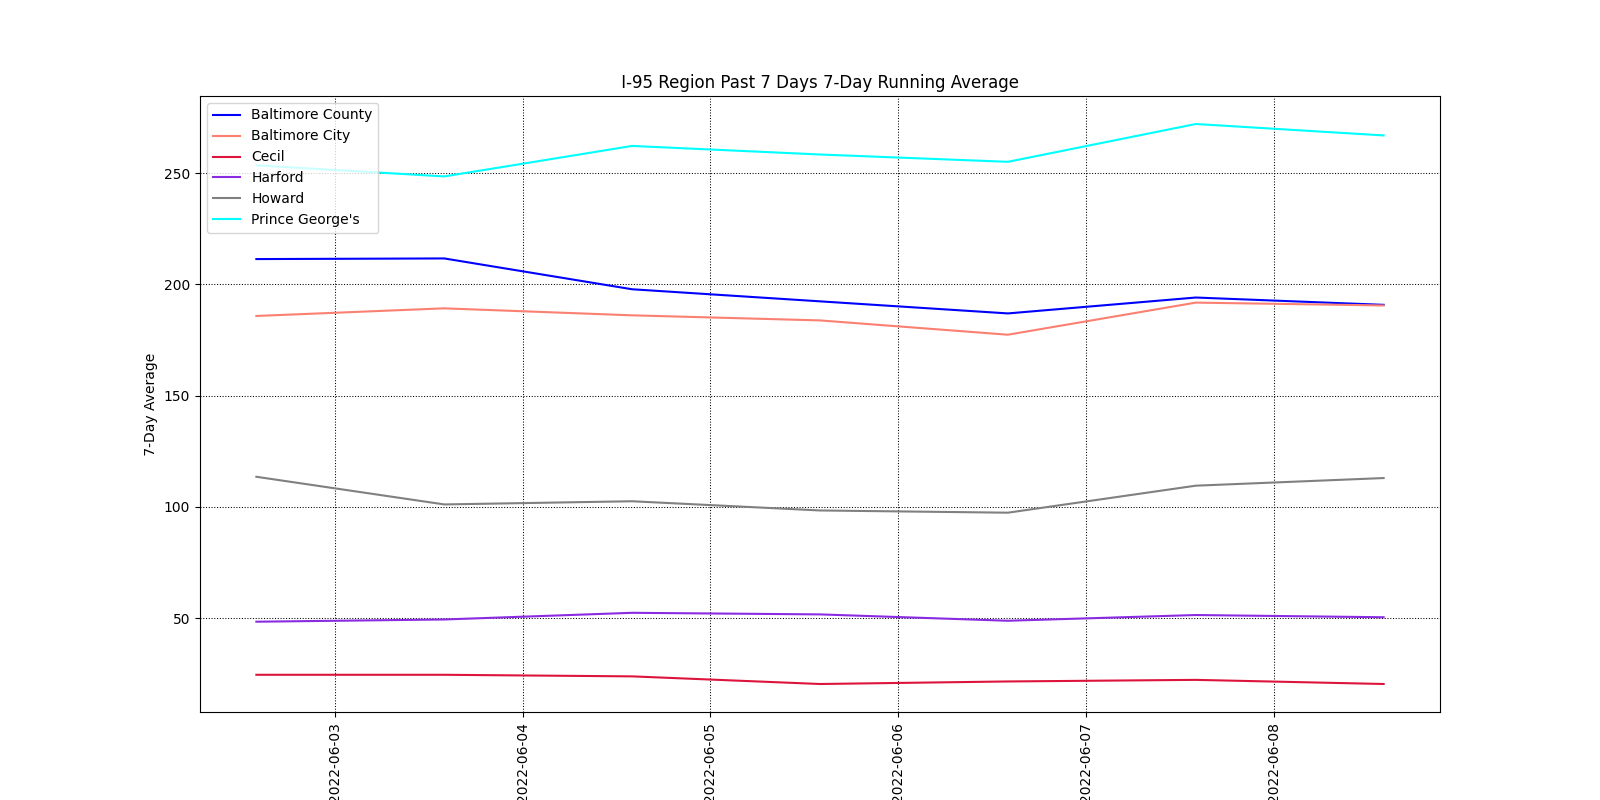 I-95 Region Past 7 Days 7-Day Running Average
Baltimore County
Baltimore City
Cecil
Harford
Howard
Prince George's
7-Day Average
250
200
150
100
50
2022-06-03
2022-06-04
2022-06-05
2022-06-06
2022-06-07
2022-06-08